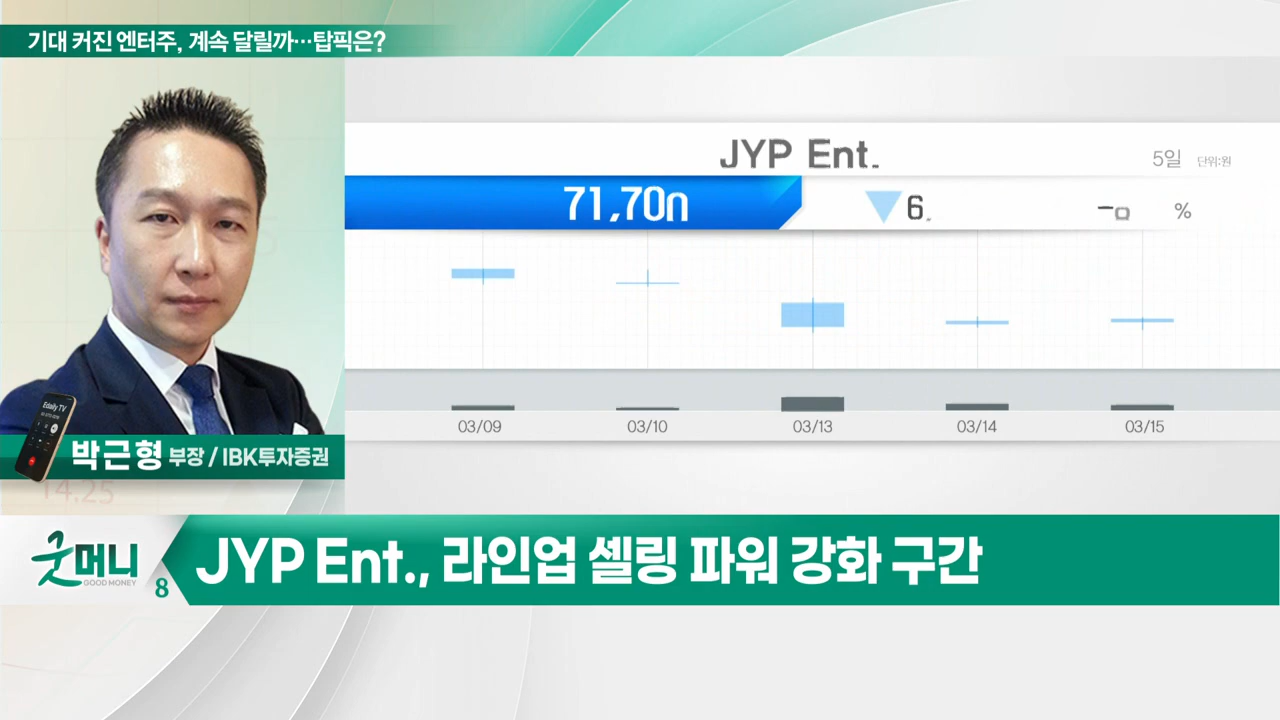 기대 커진 엔터주, 계속 달릴까…탑픽은?
JYP Ent.
5일 단위:원
6.
%
03/09 03/10 03/13 03/14 03/15
Edaily TV
박근형 부장 / IBK투자증권
14.25
굿머니
GOOD MONEY
8
JYP Ent., 라인업 셀링 파워 강화 구간